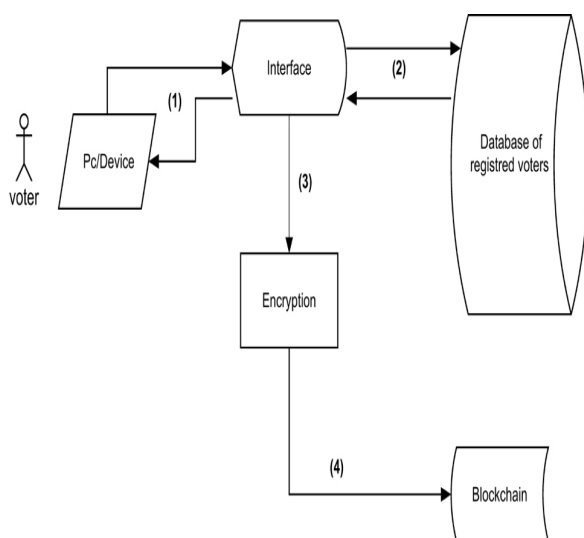 Interface
(2)
(1)
Database of
registred voters
Pc/Device
voter
(3)
Encryption
(4)
Blockchain